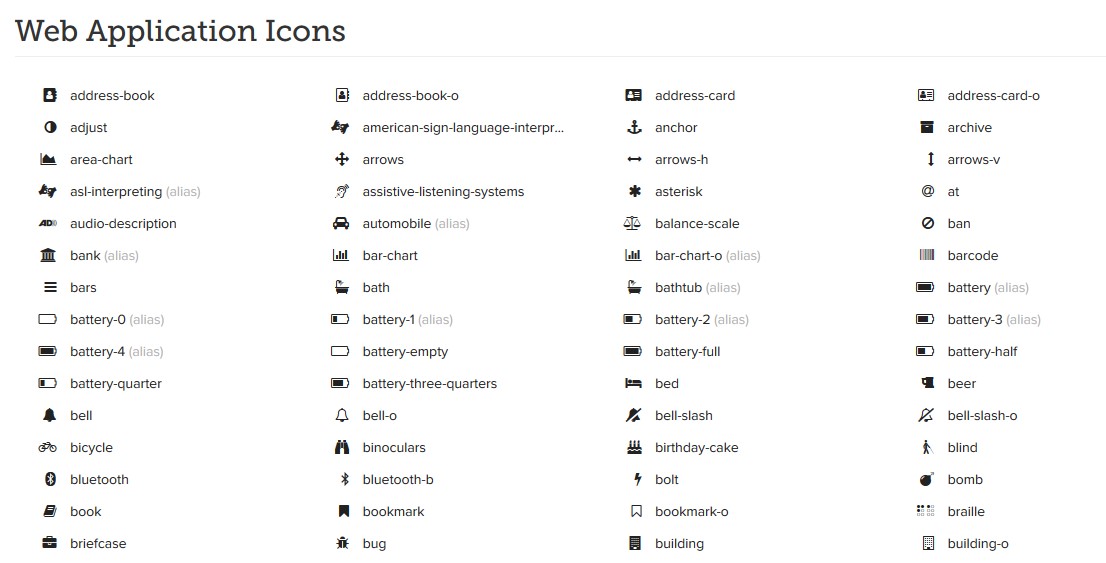 Web Application Icons
address-book address-book-o address-card address-card-o
adjust american-sign-language-interpr... anchor archive
area-chart arrows arrows-h arrows-v
asl-interpreting (alias) assistive-listening-systems asterisk at
audio-description automobile (alias) balance-scale ban
bank (alias) bar-chart bar-chart-o (alias) barcode
bars bath bathtub (alias) battery (alias)
battery-0 (alias) battery-1 (alias) battery-2 (alias) battery-3 (alias)
battery-4 (alias) battery-empty battery-full battery-half
battery-quarter battery-three-quarters bed beer
bell bell-o bell-slash bell-slash-o
bicycle binoculars birthday-cake blind
bluetooth bluetooth-b bolt bomb
book bookmark bookmark-o braille
briefcase bug building building-o